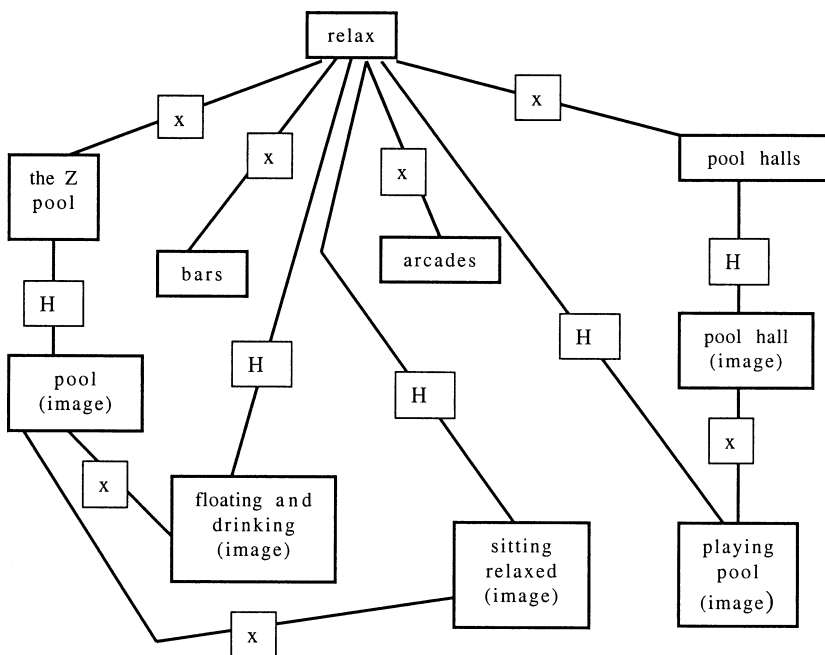 relax
x
x
x
x
the Z
pool
pool halls
bars
arcades
H
H
H
H
H
pool
(image)
pool hall
(image)
x
x
floating and
drinking
(image)
sitting
relaxed
(image)
playing
pool
(image)
x